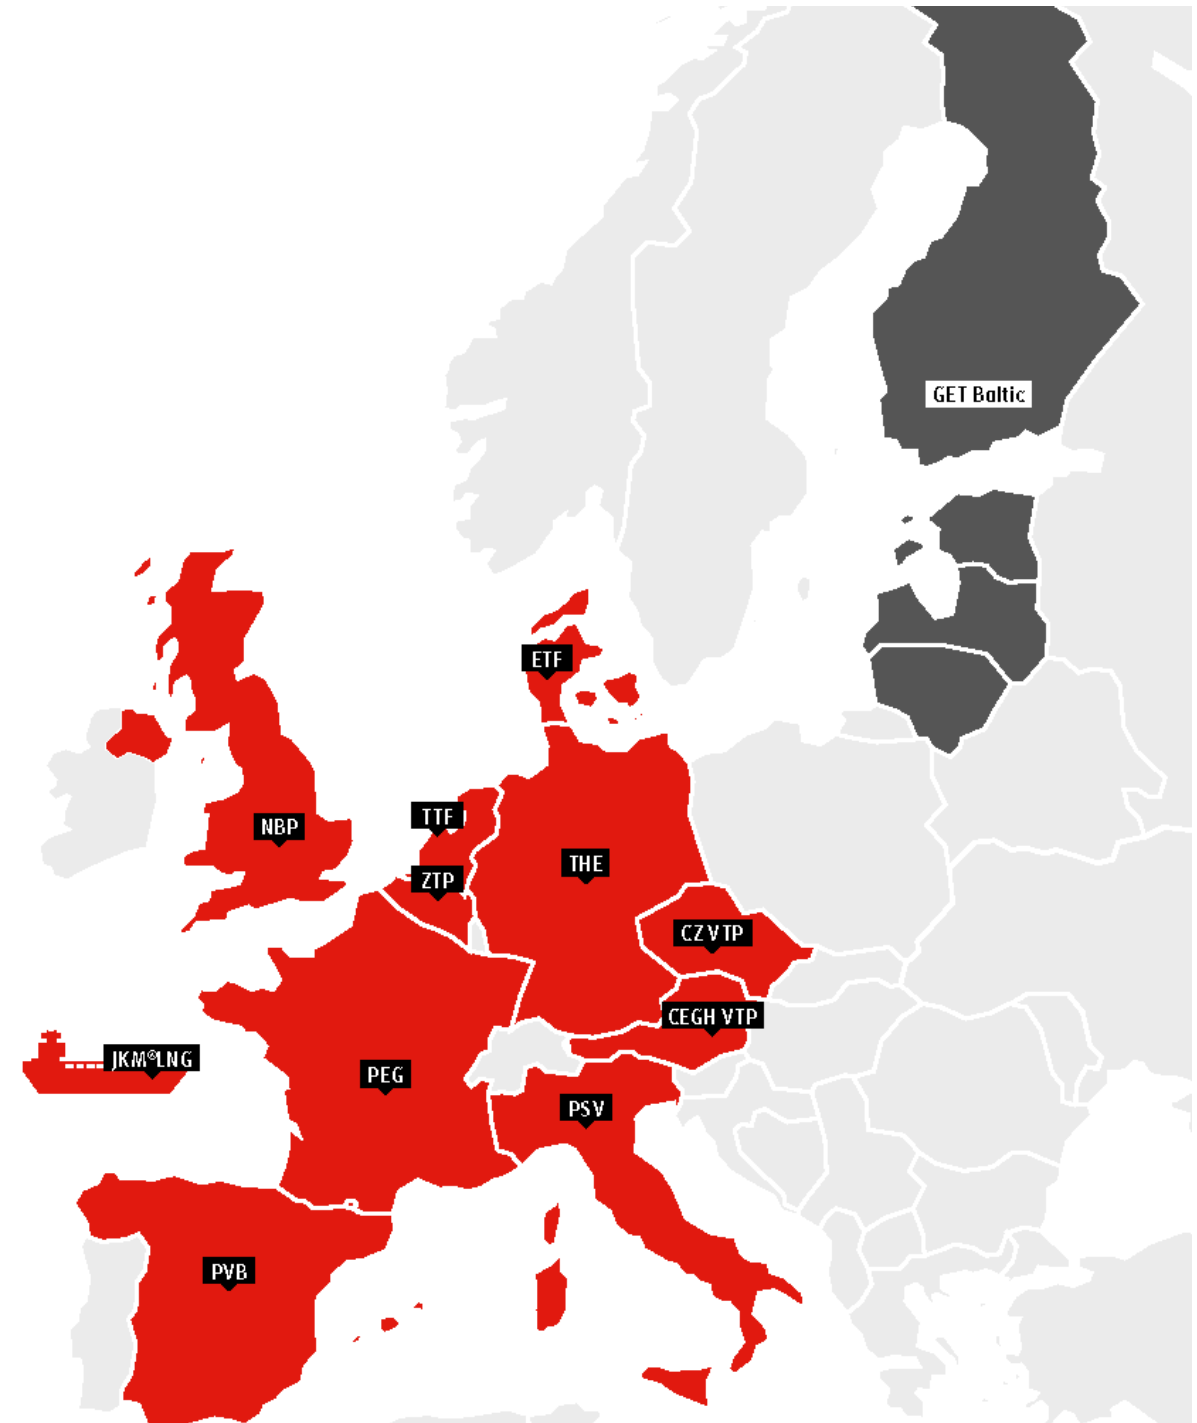 GET Baltic
ETF
TTF
NBP
THE
ZTP
CZ VTP
CEGH VTP
JKM® LNG
PEG
PSV
PVB